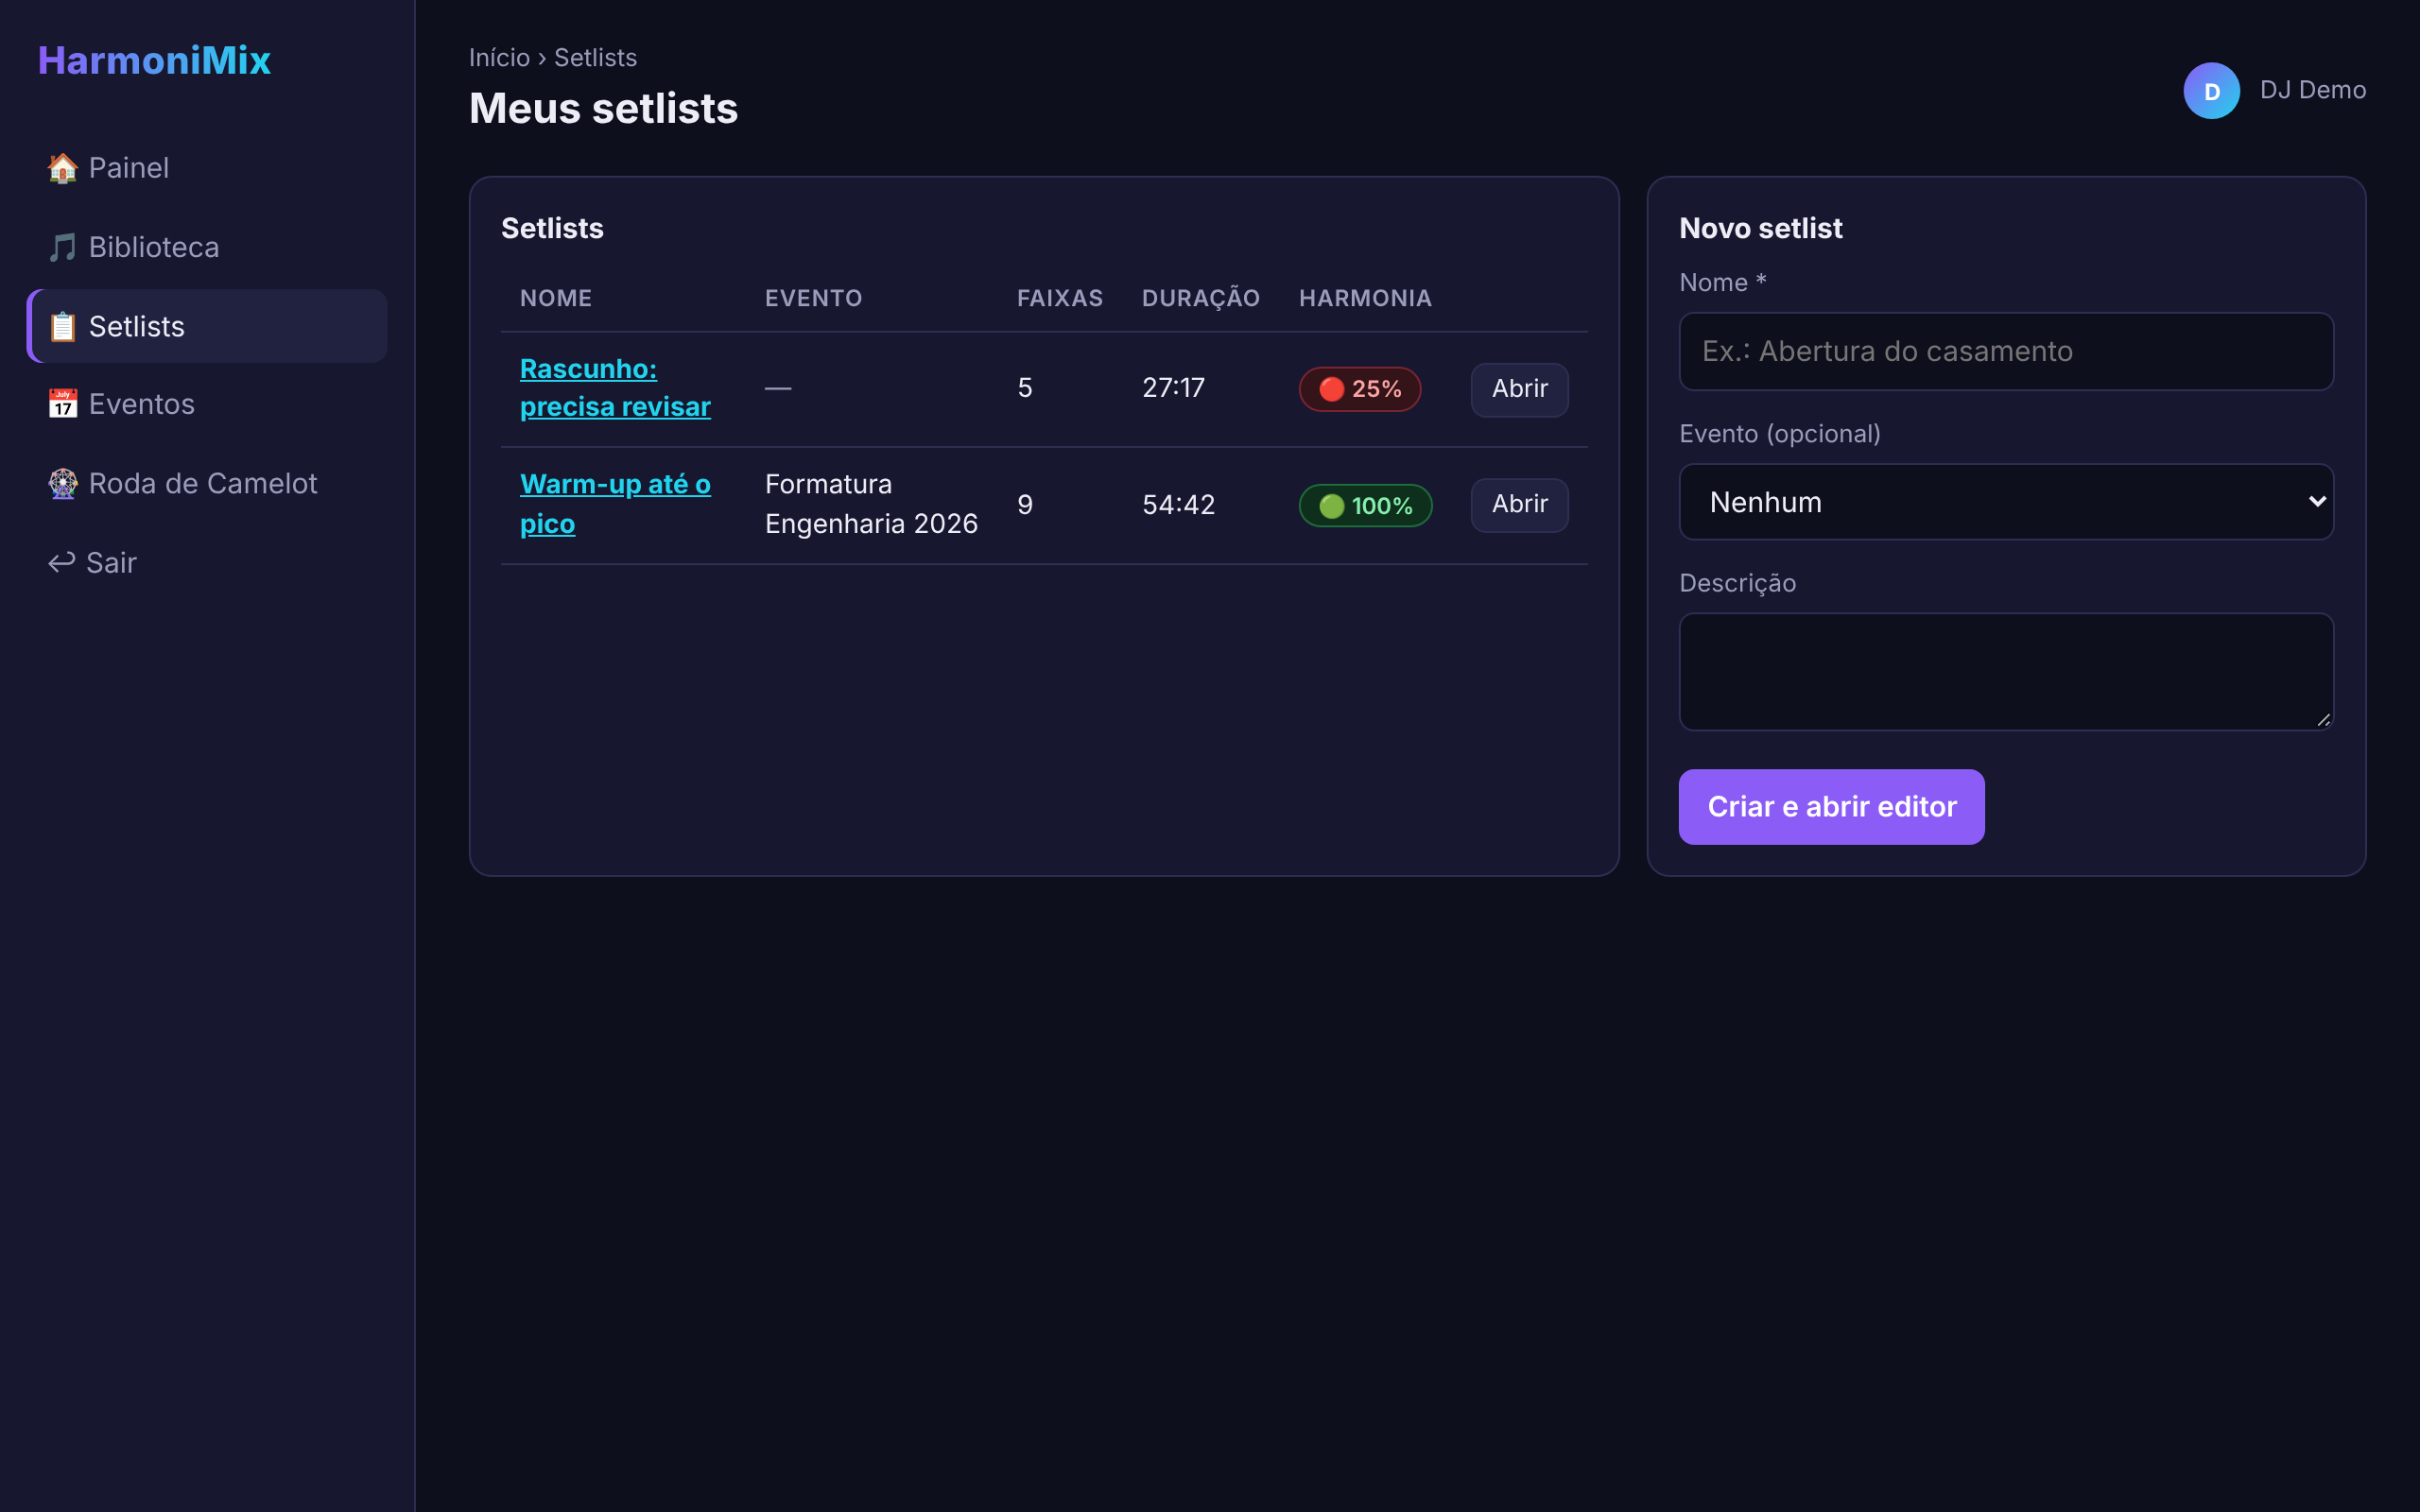 HarmoniMix
Painel
Biblioteca
Setlists
Eventos
Roda de Camelot
Sair
Início › Setlists
Meus setlists
D
DJ Demo
Setlists
NOME EVENTO FAIXAS DURAÇÃO HARMONIA
Rascunho:
precisa revisar
— 5 27:17 25% Abrir
Warm-up até o
pico
Formatura
Engenharia 2026
9 54:42 100% Abrir
Novo setlist
Nome *
Ex.: Abertura do casamento
Evento (opcional)
Nenhum
Descrição
Criar e abrir editor